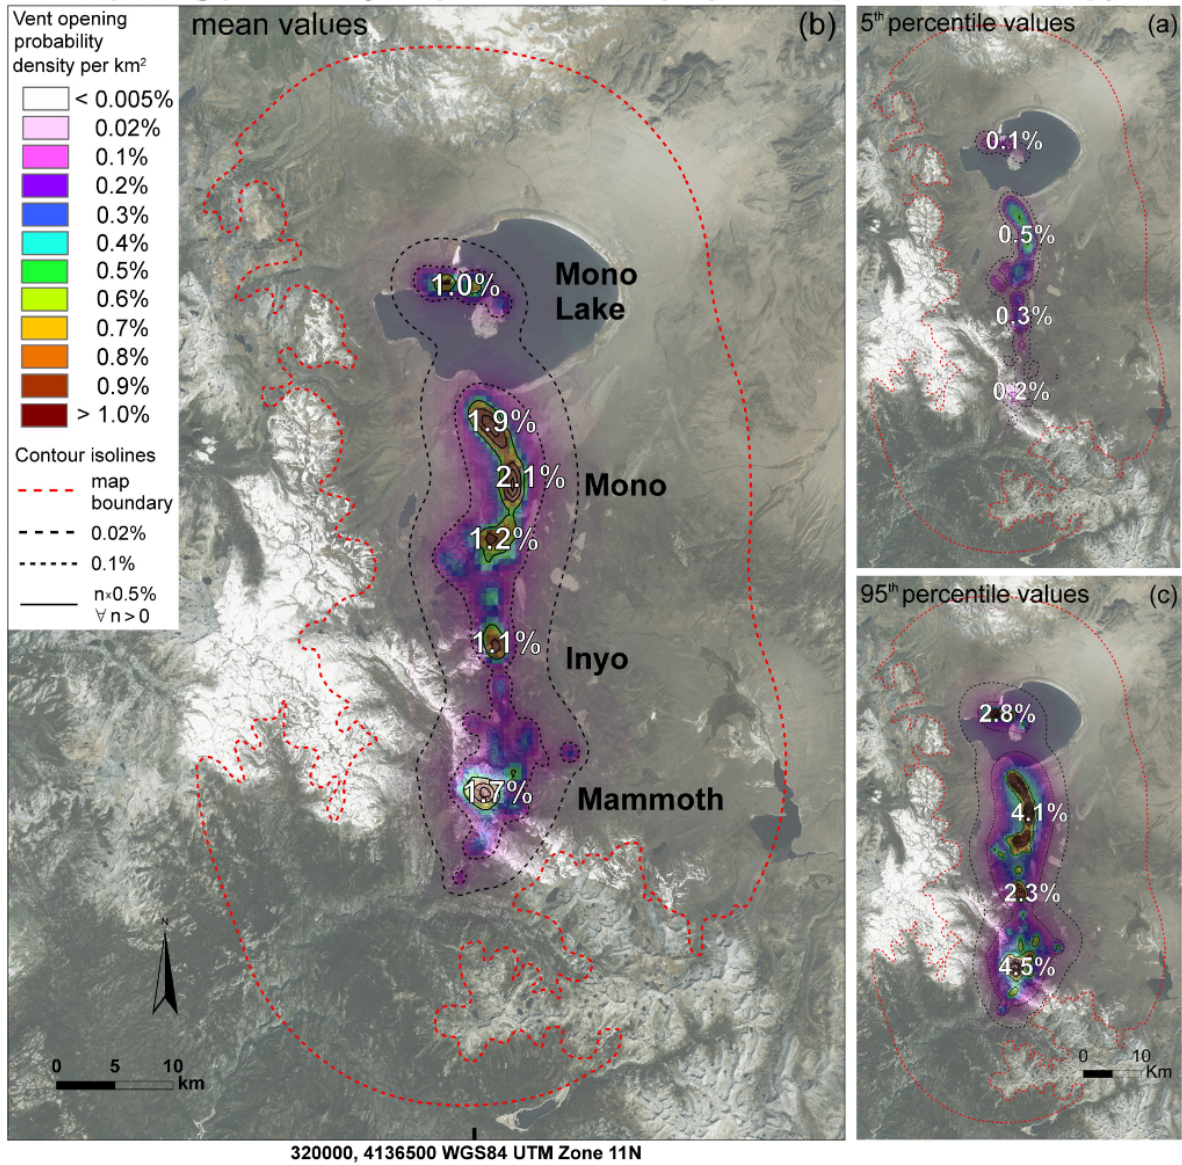 Vent opening
probability
density per km²
< 0.005%
0.02%
0.1%
0.2%
0.3%
0.4%
0.5%
0.6%
0.7%
0.8%
0.9%
> 1.0%
Contour isolines
map
boundary
0.02%
0.1%
n×0.5%
∀ n > 0
mean values
(b)
1.0%
Mono
Lake
1.9%
2.1%
Mono
1.2%
1.1%
Inyo
1.7%
Mammoth
N
0 5 10
km
320000, 4136500 WGS84 UTM Zone 11N
5th percentile values
(a)
0.1%
0.5%
0.3%
0.2%
95th percentile values
(c)
2.8%
4.1%
2.3%
4.5%
0 10
Km